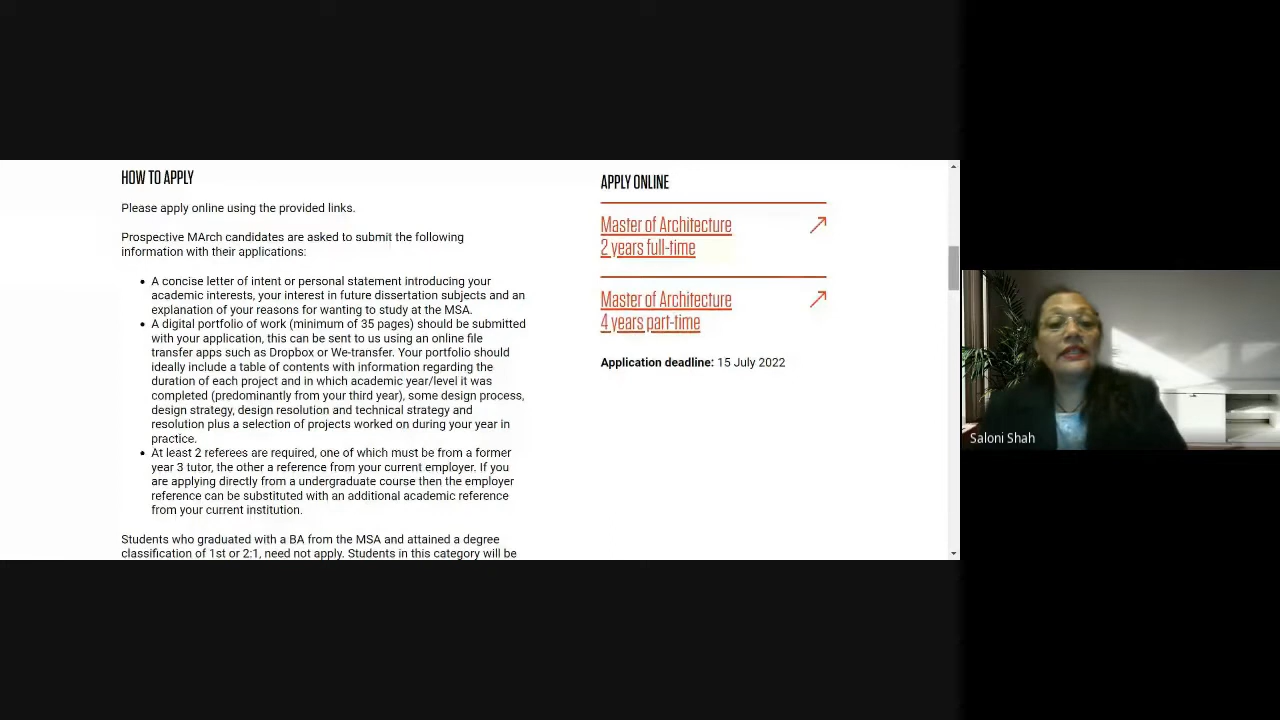 HOW TO APPLY
Please apply online using the provided links.
Prospective MArch candidates are asked to submit the following
information with their applications:
• A concise letter of intent or personal statement introducing your
academic interests, your interest in future dissertation subjects and an
explanation of your reasons for wanting to study at the MSA.
• A digital portfolio of work (minimum of 35 pages) should be submitted
with your application, this can be sent to us using an online file
transfer apps such as Dropbox or We-transfer. Your portfolio should
ideally include a table of contents with information regarding the
duration of each project and in which academic year/level it was
completed (predominantly from your third year), some design process,
design strategy, design resolution and technical strategy and
resolution plus a selection of projects worked on during your year in
practice.
• At least 2 referees are required, one of which must be from a former
year 3 tutor, the other a reference from your current employer. If you
are applying directly from a undergraduate course then the employer
reference can be substituted with an additional academic reference
from your current institution.
Students who graduated with a BA from the MSA and attained a degree
classification of 1st or 2:1, need not apply. Students in this category will be
APPLY ONLINE
Master of Architecture
2 years full-time
Master of Architecture
4 years part-time
Application deadline: 15 July 2022
Saloni Shah